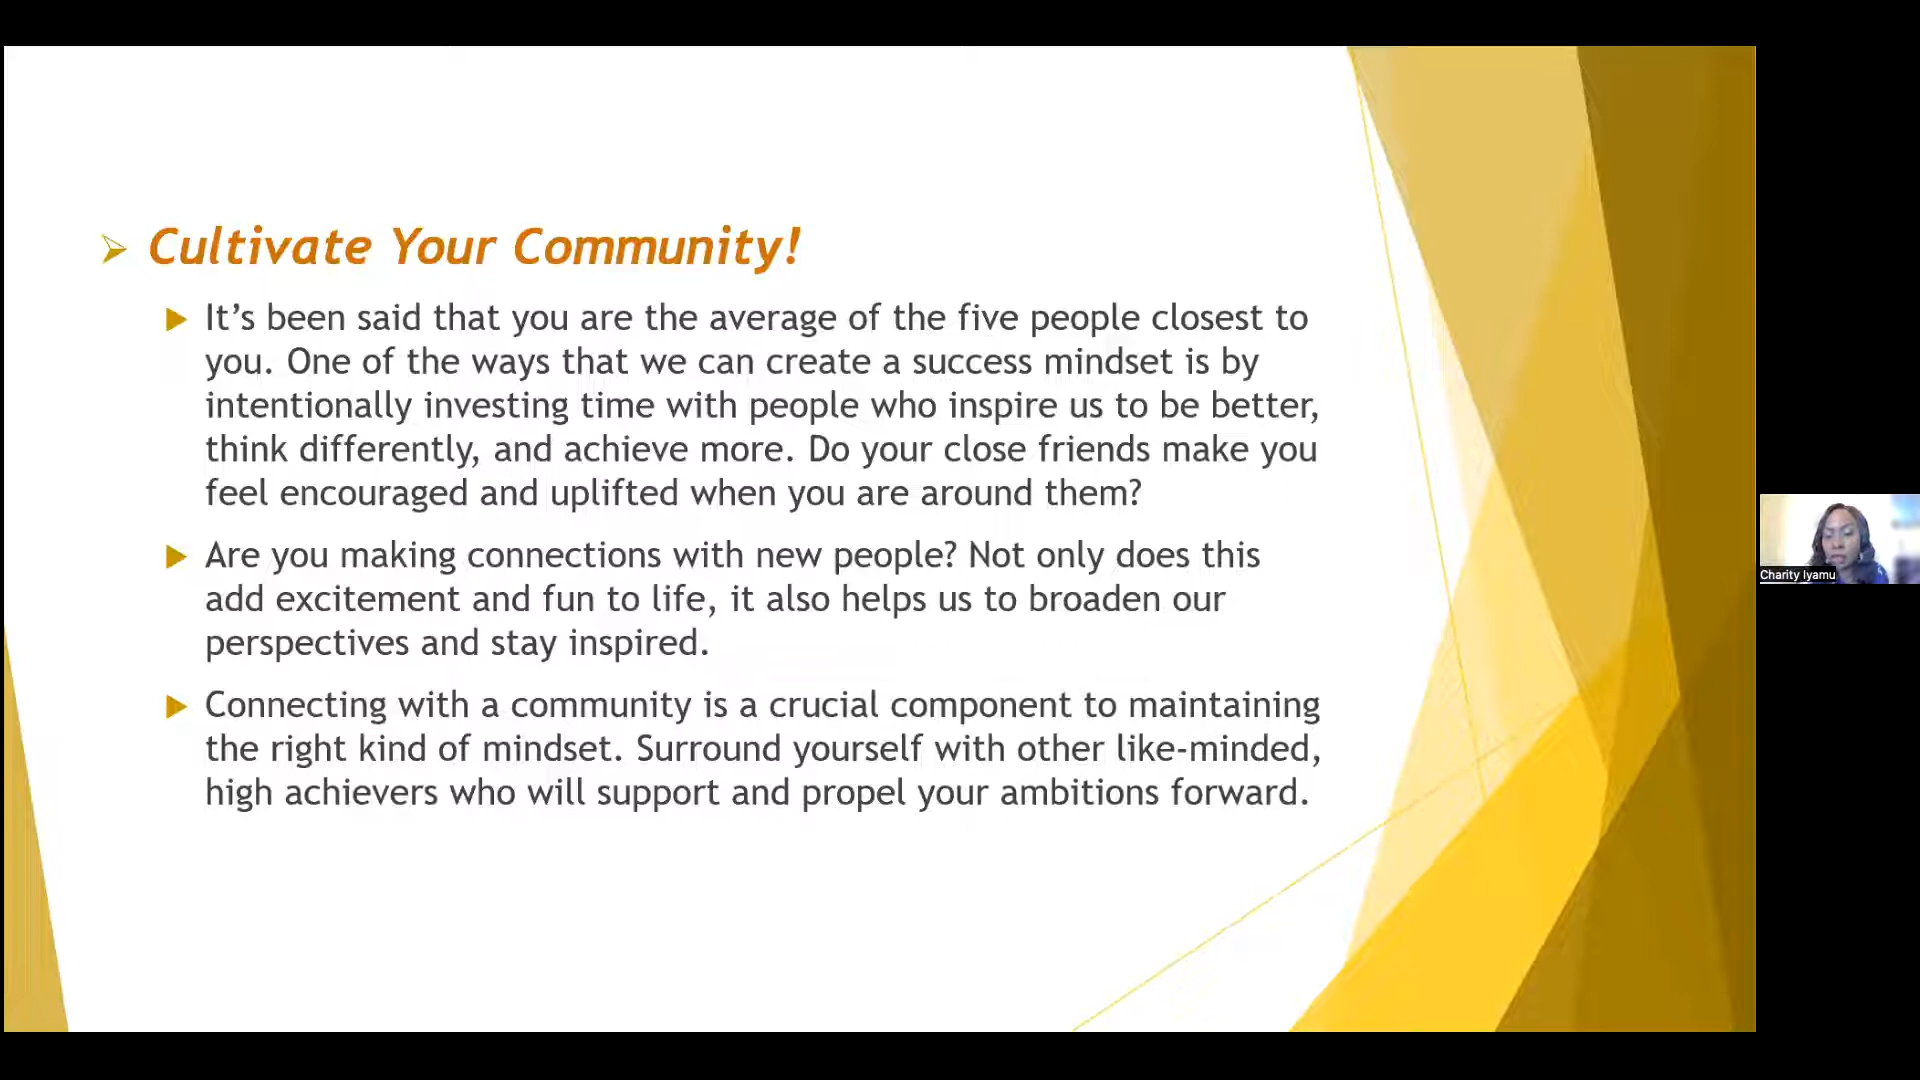 Cultivate Your Community!
It’s been said that you are the average of the five people closest to
you. One of the ways that we can create a success mindset is by
intentionally investing time with people who inspire us to be better,
think differently, and achieve more. Do your close friends make you
feel encouraged and uplifted when you are around them?
Are you making connections with new people? Not only does this
add excitement and fun to life, it also helps us to broaden our
perspectives and stay inspired.
Connecting with a community is a crucial component to maintaining
the right kind of mindset. Surround yourself with other like-minded,
high achievers who will support and propel your ambitions forward.
Charity Iyamu